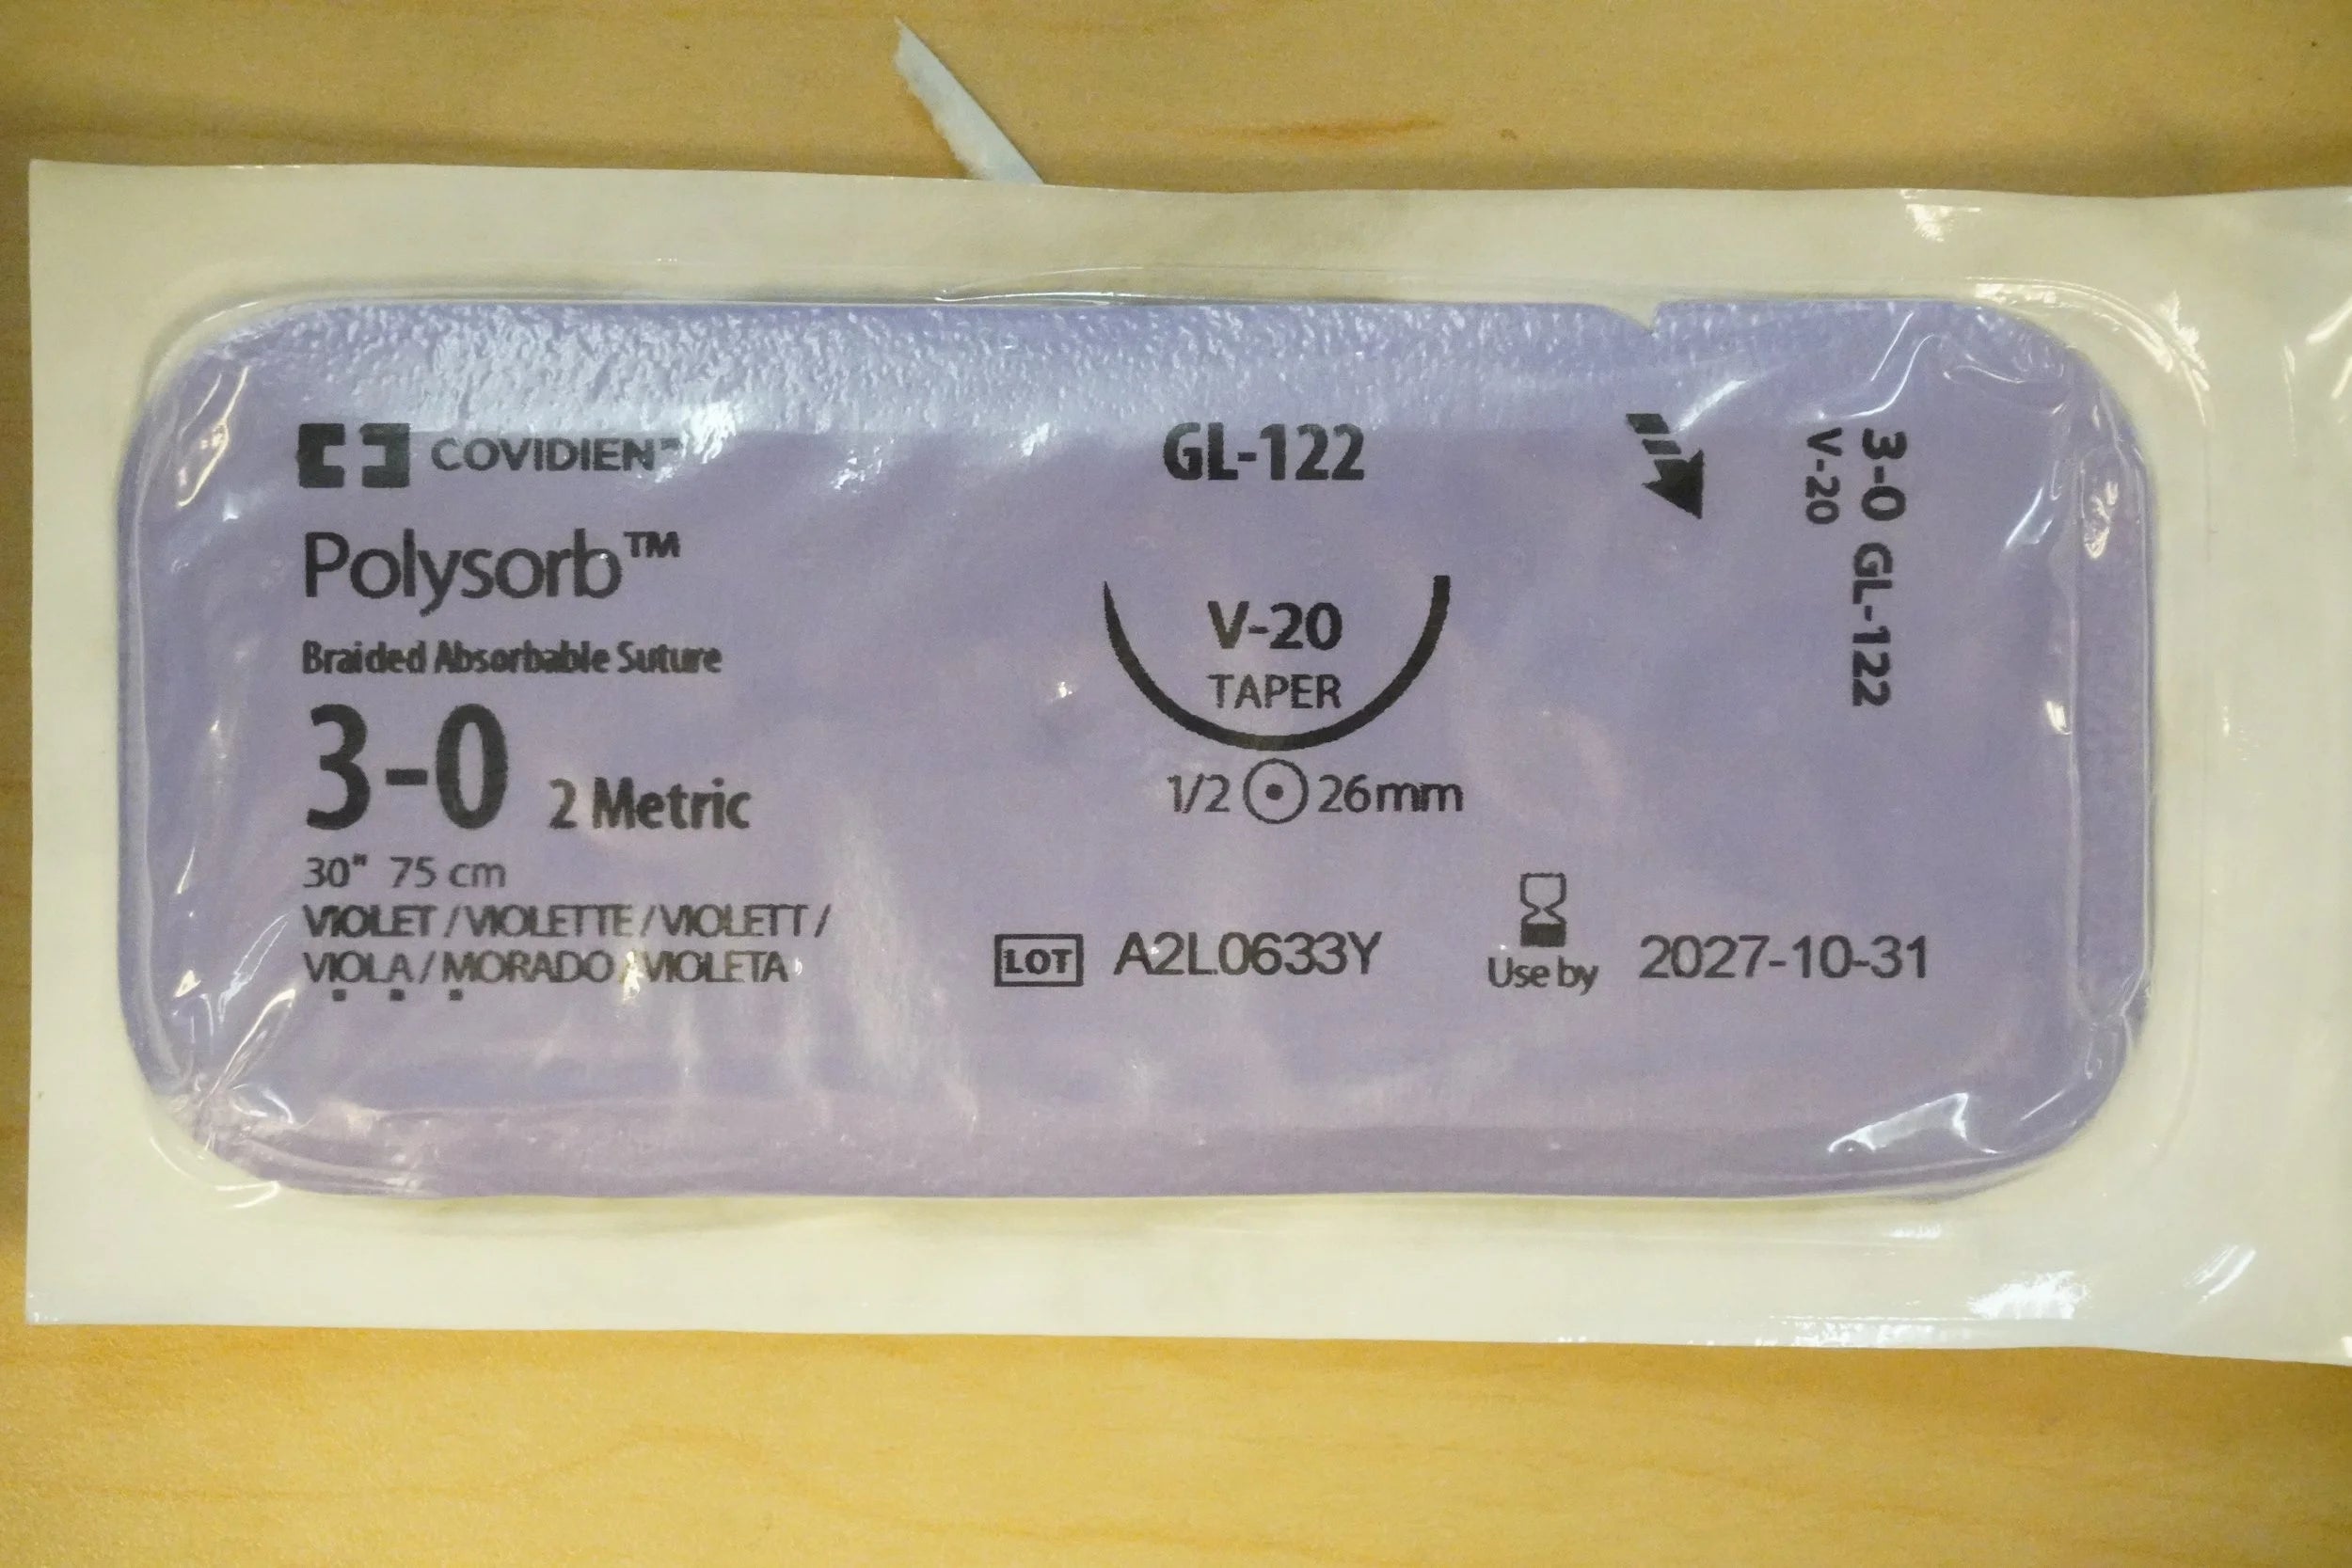 COVIDIEN™
Polysorb™
Braided Absorbable Suture
3-0 2 Metric
30" 75 cm
VIOLET / VIOLETTE / VIOLETT /
VIOLA / MORADO / VIOLETA
GL-122
V-20
TAPER
1/2 26mm
LOT A2L0633Y
Use by 2027-10-31
3-0 GL-122
V-20